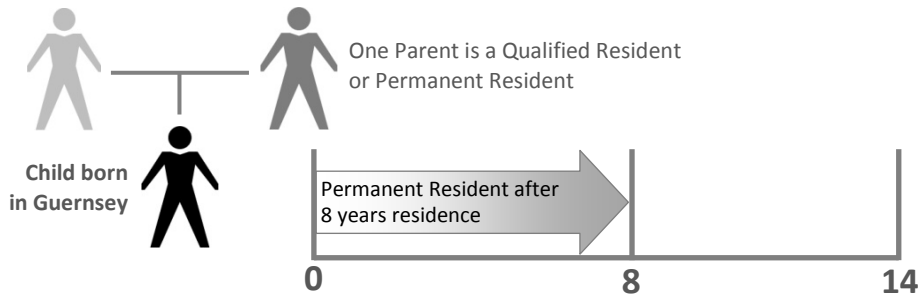 One Parent is a Qualified Resident
or Permanent Resident
Child born
in Guernsey
Permanent Resident after
8 years residence
0
8
14